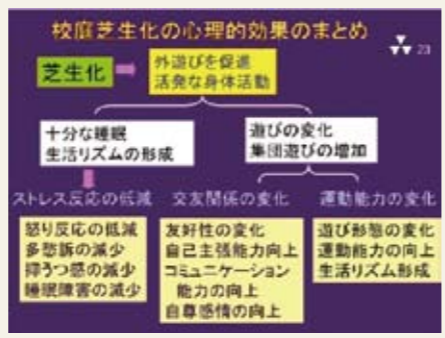 校庭芝生化の心理的効果のまとめ
23
芝生化
外遊びを促進
活発な身体活動
十分な睡眠
生活リズムの形成
遊びの変化
集団遊びの増加
ストレス反応の低減
交友関係の変化
運動能力の変化
怒り反応の低減
多愁訴の減少
抑うつ感の減少
睡眠障害の減少
友好性の変化
自己主張能力向上
コミュニケーション
能力の向上
自尊感情の向上
遊び形態の変化
運動能力の向上
生活リズム形成